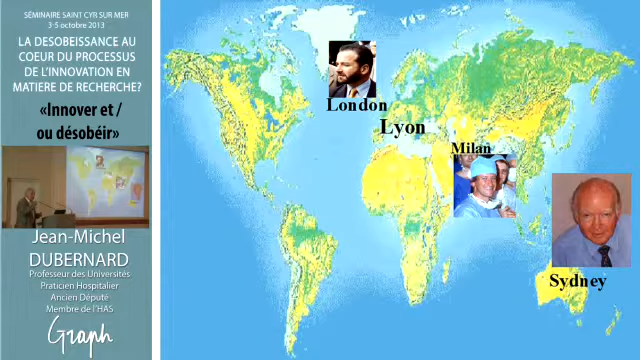 SÉMINAIRE SAINT CYR SUR MER
3-5 octobre 2013
LA DESOBEISSANCE AU
COEUR DU PROCESSUS
DE L'INNOVATION EN
MATIERE DE RECHERCHE?
«Innover et /
ou désobéir»
Jean-Michel
DUBERNARD
Professeur des Universités
Praticien Hospitalier
Ancien Député
Membre de l'HAS
Graph
London
Lyon
Milan
Sydney